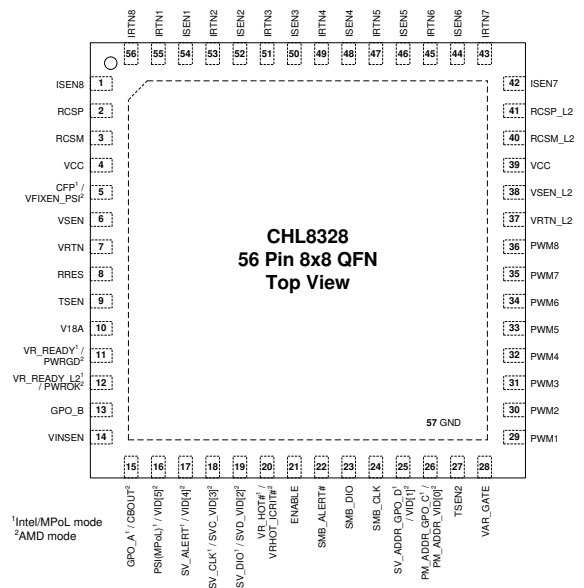 IRTN8
IRTN1
ISEN1
IRTN2
ISEN2
IRTN3
ISEN3
IRTN4
ISEN4
IRTN5
ISEN5
IRTN6
ISEN6
IRTN7
56
55
54
53
52
51
50
49
48
47
46
45
44
43
ISEN8 1
RCSP 2
RCSM 3
VCC 4
CFP¹ /
VFIXEN_PSI² 5
VSEN 6
VRTN 7
RRES 8
TSEN 9
V18A 10
VR_READY¹ /
PWRGD² 11
VR_READY_L2¹
/ PWROK² 12
GPO_B 13
VINSEN 14
CHL8328
56 Pin 8x8 QFN
Top View
57 GND
42 ISEN7
41 RCSP_L2
40 RCSM_L2
39 VCC
38 VSEN_L2
37 VRTN_L2
36 PWM8
35 PWM7
34 PWM6
33 PWM5
32 PWM4
31 PWM3
30 PWM2
29 PWM1
15
16
17
18
19
20
21
22
23
24
25
26
27
28
GPO_A¹ / CBOUT²
PSI(MPoL)¹ / VID[5]²
SV_ALERT¹ / VID[4]²
SV_CLK¹ / SVC_VID[3]²
SV_DIO¹ / SVD_VID[2]²
VR_HOT#¹ /
VRHOT_ICRIT#²
ENABLE
SMB_ALERT#
SMB_DIO
SMB_CLK
SV_ADDR_GPO_D¹
/ VID[1]²
PM_ADDR_GPO_C¹ /
PM_ADDR_VID[0]²
TSEN2
VAR_GATE
¹Intel/MPoL mode
²AMD mode